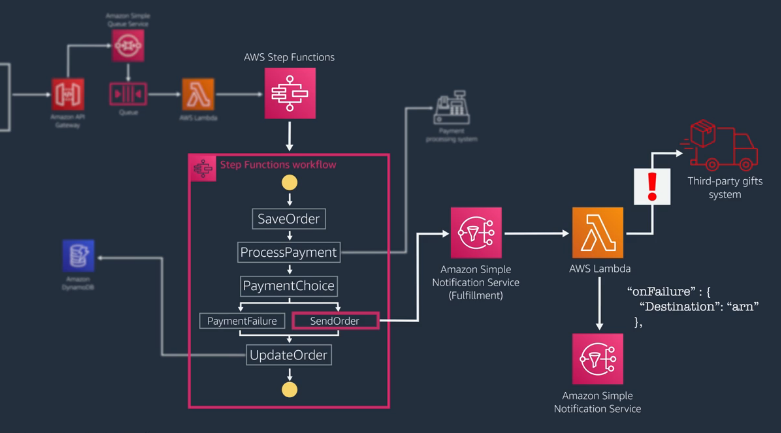 Amazon Simple
Queue Service
AWS Step Functions
Amazon API
Gateway
Queue
AWS Lambda
Payment
processing system
Step Functions workflow
SaveOrder
ProcessPayment
PaymentChoice
PaymentFailure
SendOrder
UpdateOrder
Amazon
DynamoDB
Amazon Simple
Notification Service
(Fulfillment)
AWS Lambda
!
Third-party gifts
system
“onFailure” : {
“Destination”: “arn”
},
Amazon Simple
Notification Service